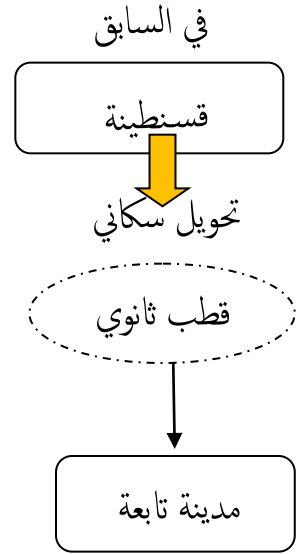 في السابق
قسنطينة
تحويل سكاني
قطب ثانوي
مدينة تابعة